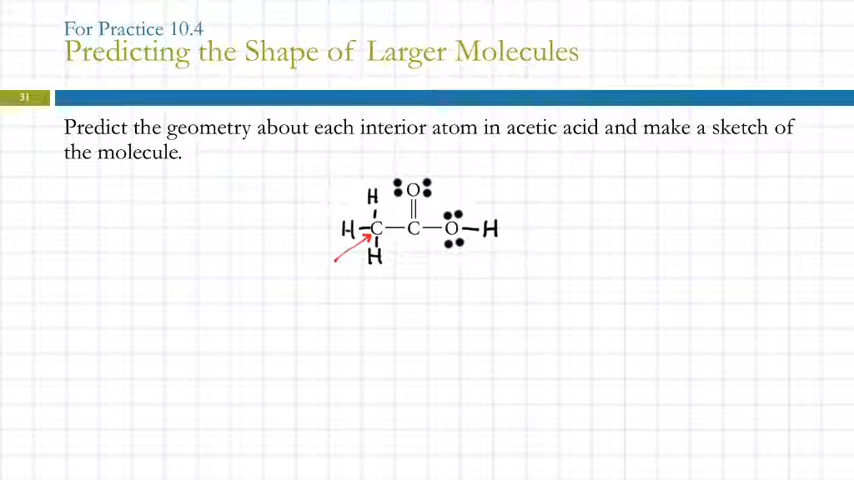 For Practice 10.4
Predicting the Shape of Larger Molecules
31
Predict the geometry about each interior atom in acetic acid and make a sketch of
the molecule.
H O
H C C O H
H